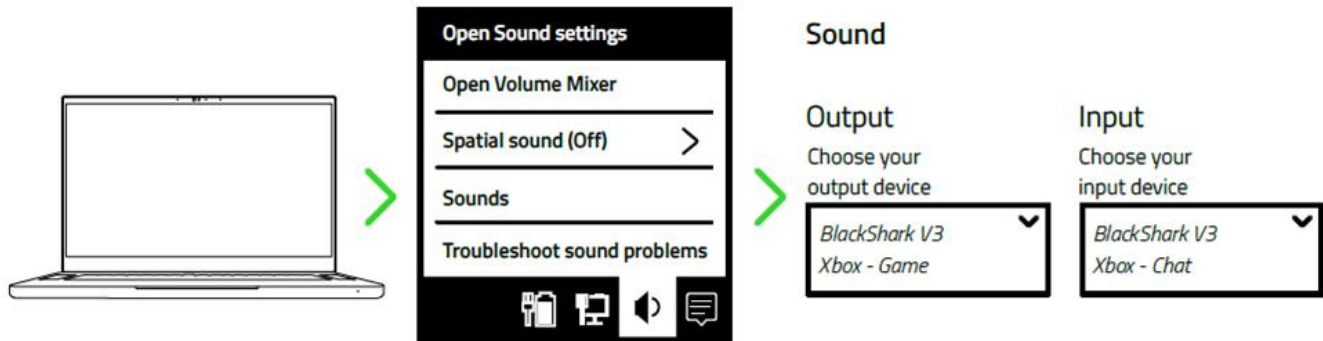 Open Sound settings
Open Volume Mixer
Spatial sound (Off)
Sounds
Troubleshoot sound problems
Sound
Output
Choose your
output device
BlackShark V3
Xbox - Game
Input
Choose your
input device
BlackShark V3
Xbox - Chat